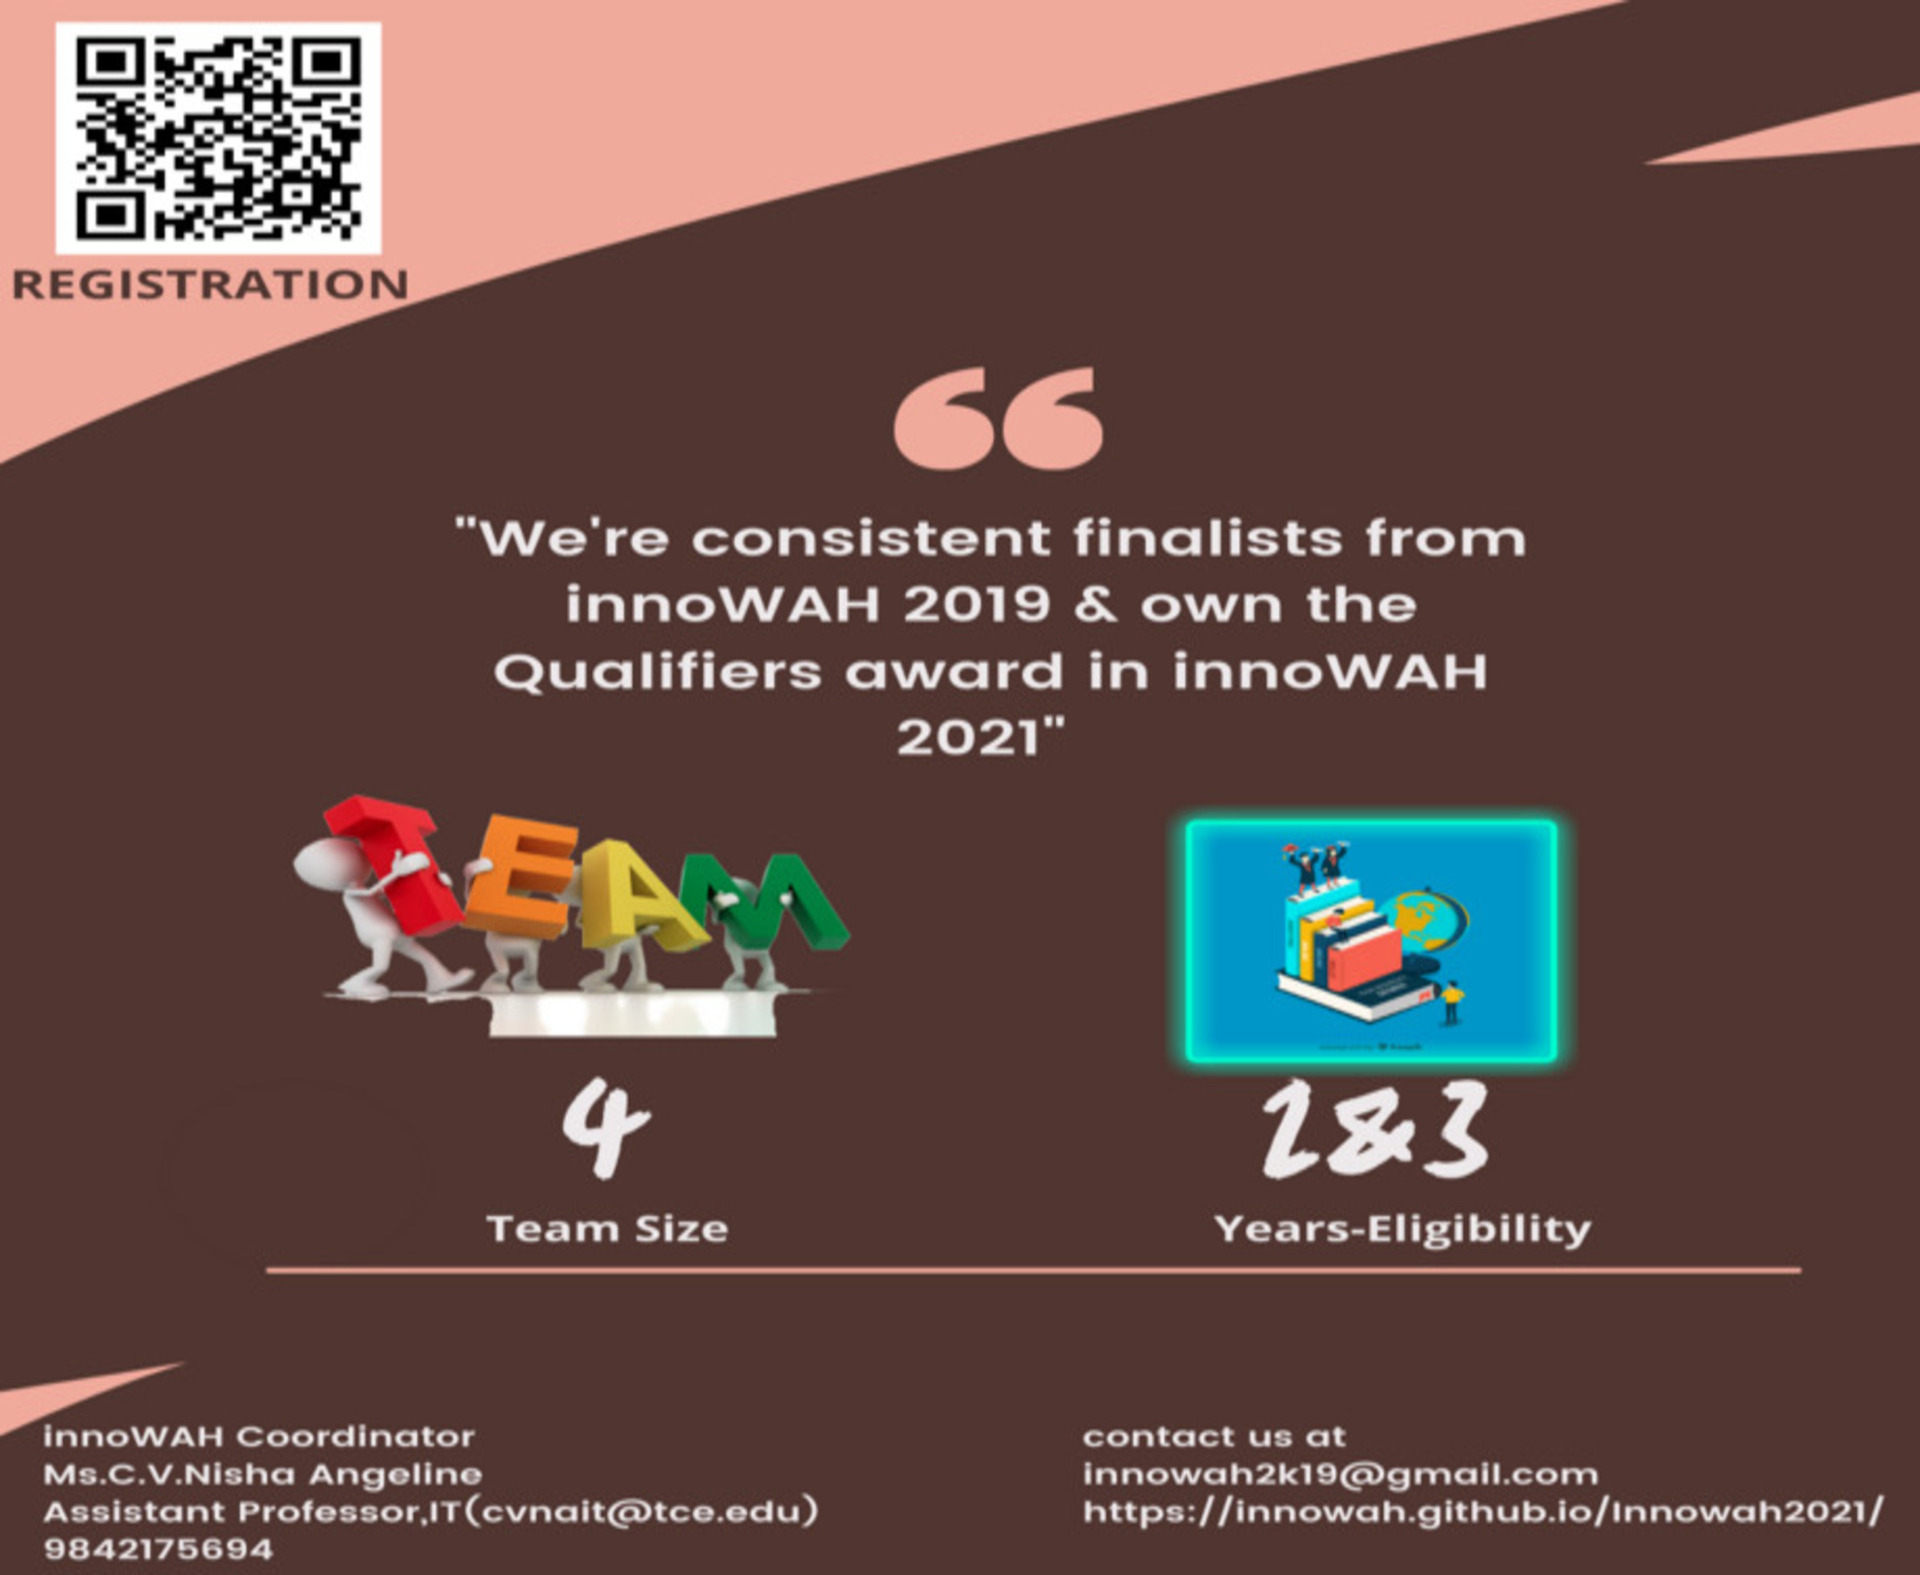 REGISTRATION
"We're consistent finalists from
innoWAH 2019 & own the
Qualifiers award in innoWAH
2021"
TEAM
4
2&3
Team Size
Years-Eligibility
innoWAH Coordinator
Ms.C.V.Nisha Angeline
Assistant Professor,IT(cvnait@tce.edu)
9842175694
contact us at
innowah2k19@gmail.com
https://innowah.github.io/Innowah2021/